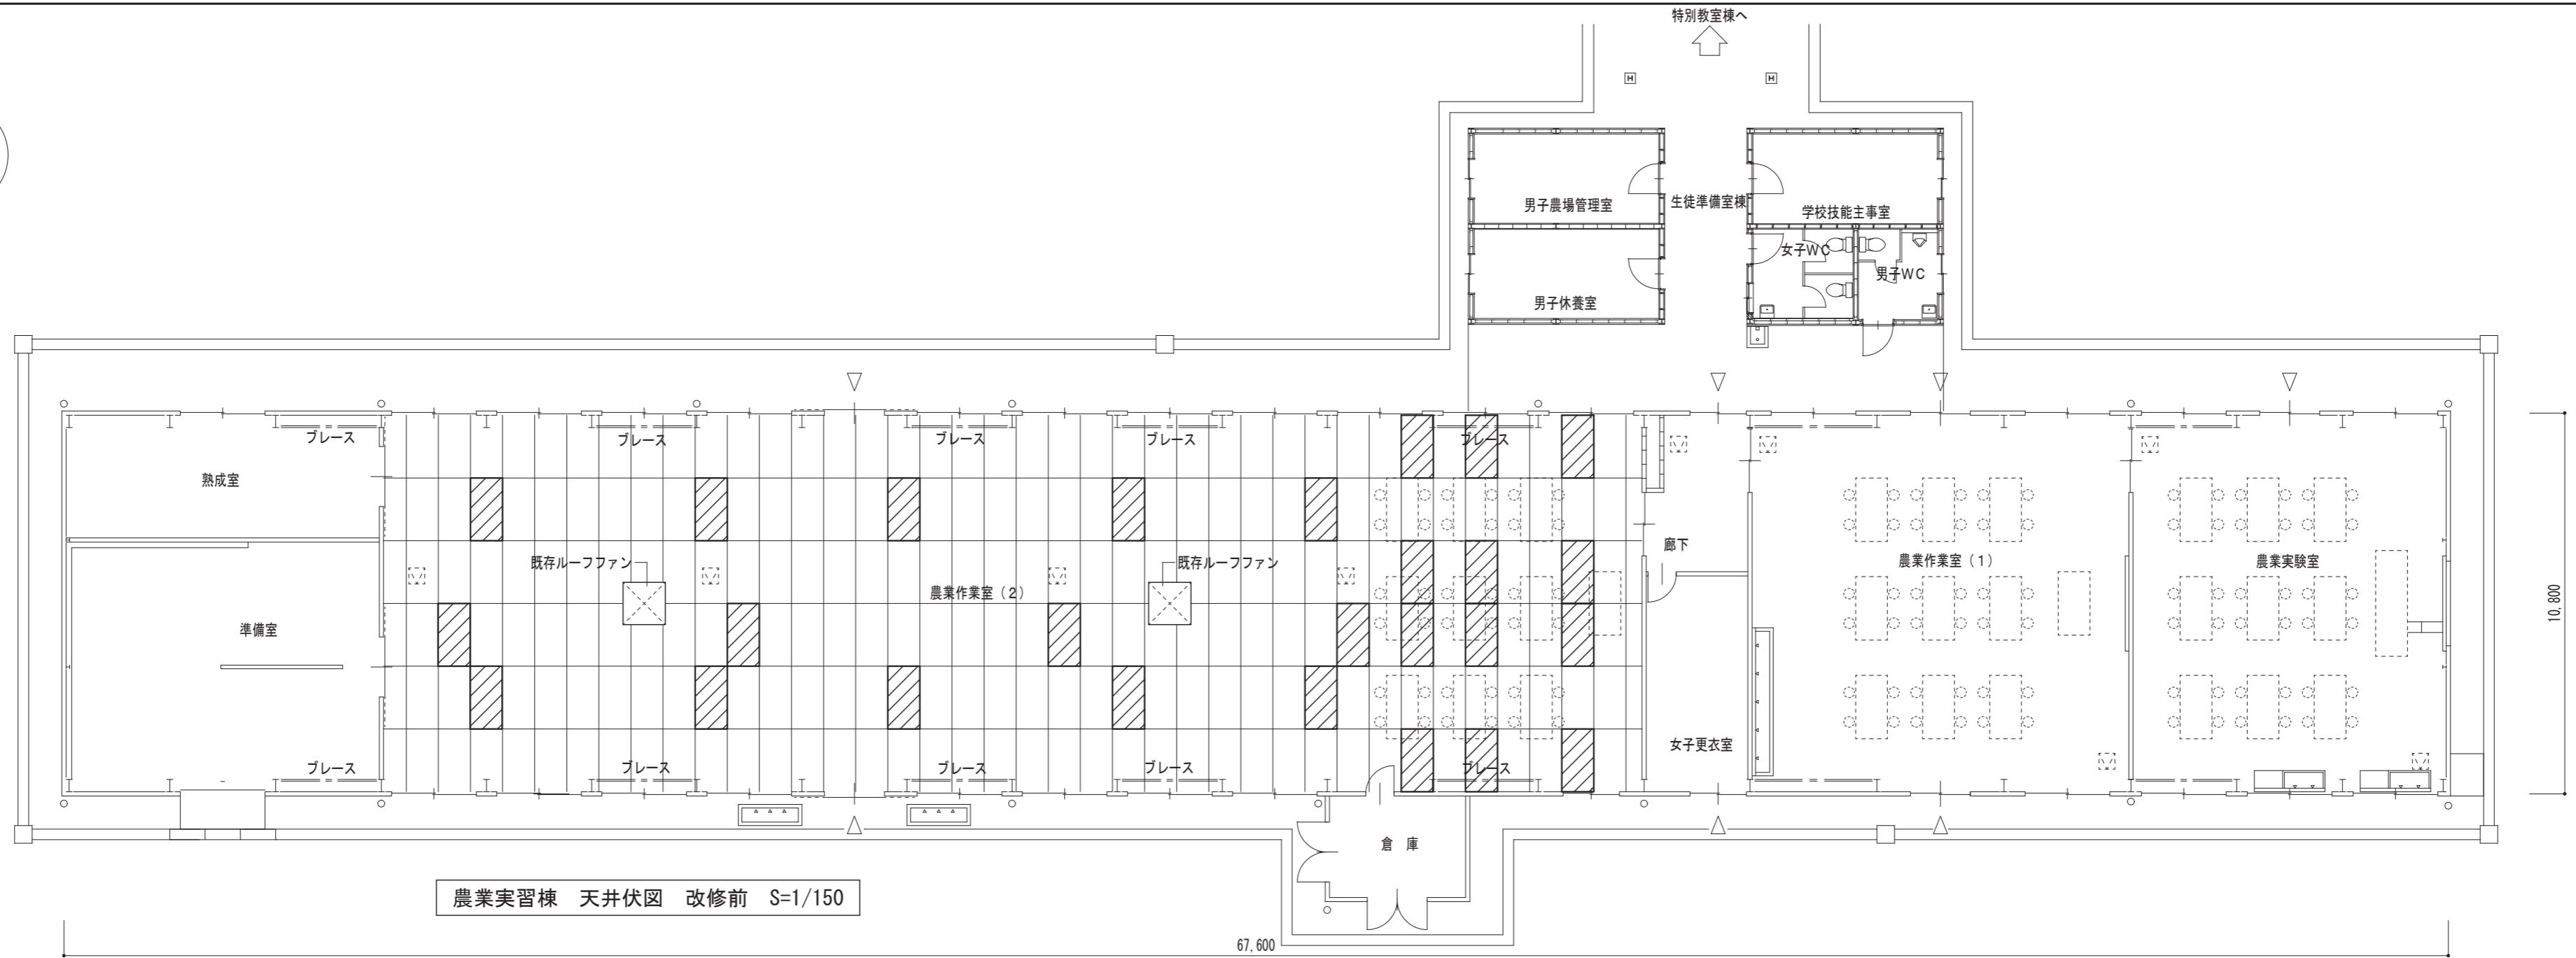 特別教室棟へ
H
H
男子農場管理室
生徒準備室棟
学校技能主事室
女子WC
男子WC
男子休養室
ブレース
ブレース
ブレース
ブレース
ブレース
熟成室
既存ルーフファン
既存ルーフファン
廊下
農業作業室（1）
農業実験室
農業作業室（2）
準備室
10,800
女子更衣室
ブレース
ブレース
ブレース
ブレース
ブレース
倉 庫
農業実習棟 天井伏図 改修前 S=1/150
67,600